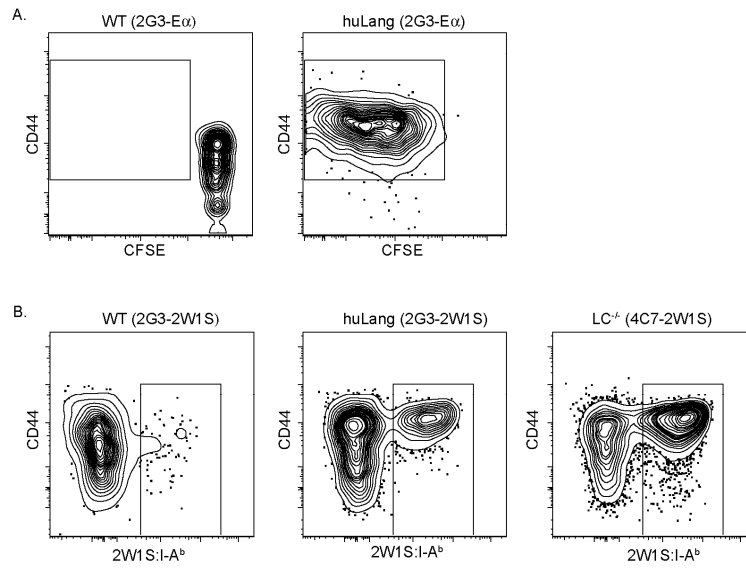 A.
WT (2G3-Eα)
huLang (2G3-Eα)
CD44
CD44
CFSE
CFSE
B.
WT (2G3-2W1S)
huLang (2G3-2W1S)
LC-/- (4C7-2W1S)
CD44
CD44
CD44
2W1S:I-Ab
2W1S:I-Ab
2W1S:I-Ab